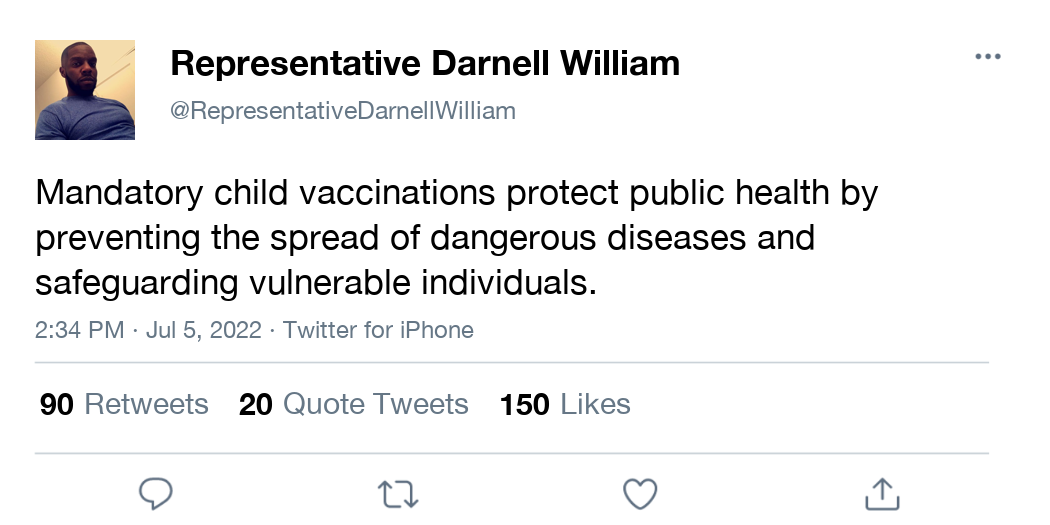 Representative Darnell William
@RepresentativeDarnellWilliam
Mandatory child vaccinations protect public health by
preventing the spread of dangerous diseases and
safeguarding vulnerable individuals.
2:34 PM · Jul 5, 2022 · Twitter for iPhone
90 Retweets 20 Quote Tweets 150 Likes